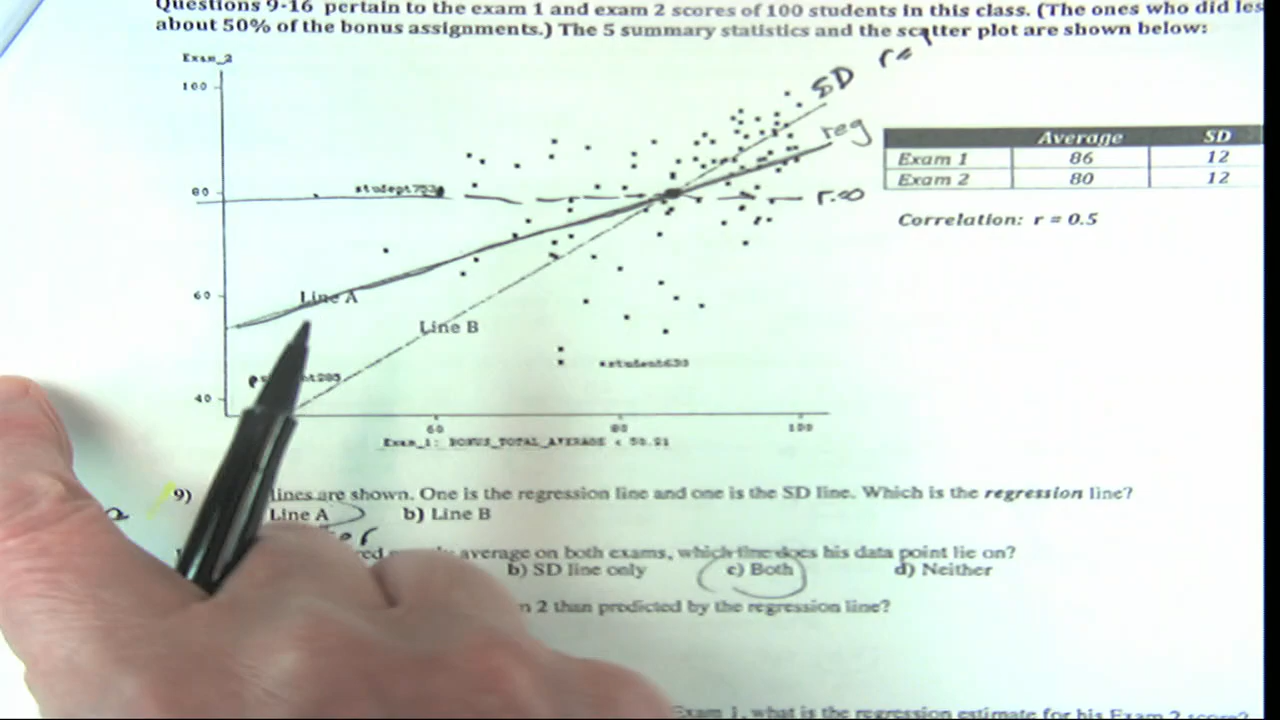 Questions 9-16 pertain to the exam 1 and exam 2 scores of 100 students in this class. (The ones who did les
about 50% of the bonus assignments.) The 5 summary statistics and the scatter plot are shown below:
Exam_2
100
80
60
40
SD
reg
r=0
student753
Line A
Line B
student630
60
80
100
Exam_1: BONUS_TOTAL_AVERAGE <
Average SD
Exam 1 86 12
Exam 2 80 12
Correlation: r = 0.5
9) lines are shown. One is the regression line and one is the SD line. Which is the regression line?
Line A b) Line B
average on both exams, which line does his data point lie on?
b) SD line only c) Both d) Neither
2 than predicted by the regression line?
Exam 1, what is the regression estimate for his Exam 2 score?